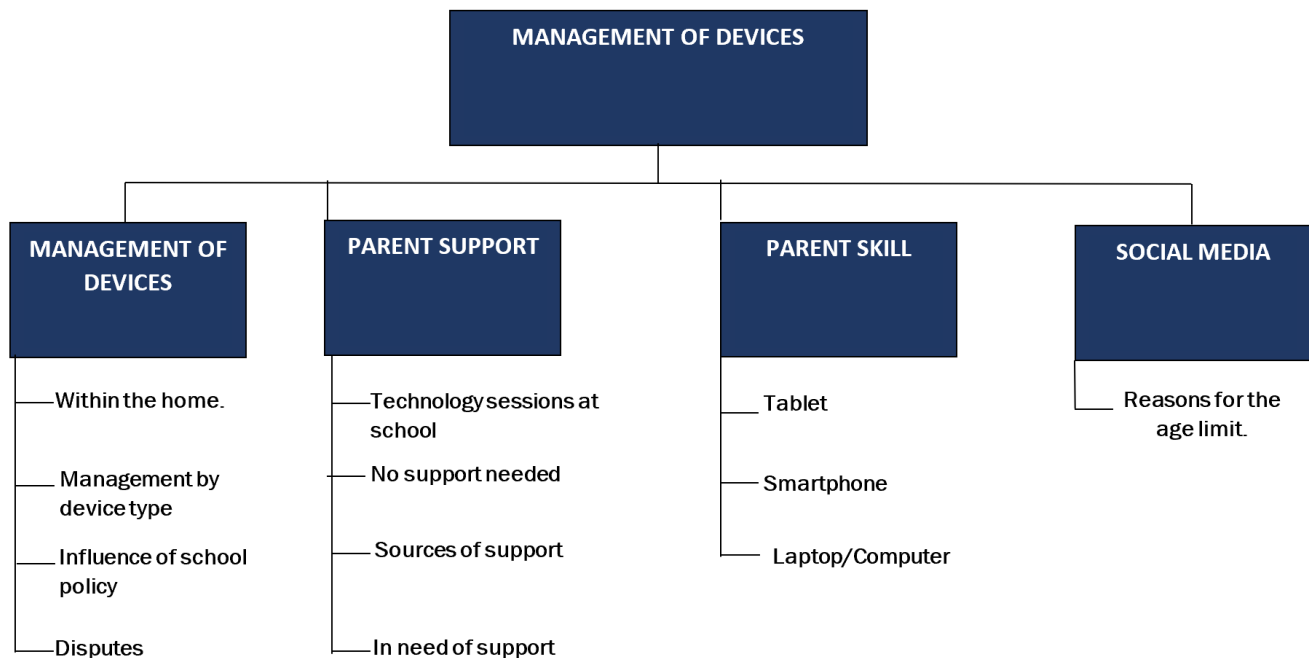 MANAGEMENT OF DEVICES
MANAGEMENT OF
DEVICES
Within the home.
Management by
device type
Influence of school
policy
Disputes
PARENT SUPPORT
Technology sessions at
school
No support needed
Sources of support
In need of support
PARENT SKILL
Tablet
Smartphone
Laptop/Computer
SOCIAL MEDIA
Reasons for the
age limit.